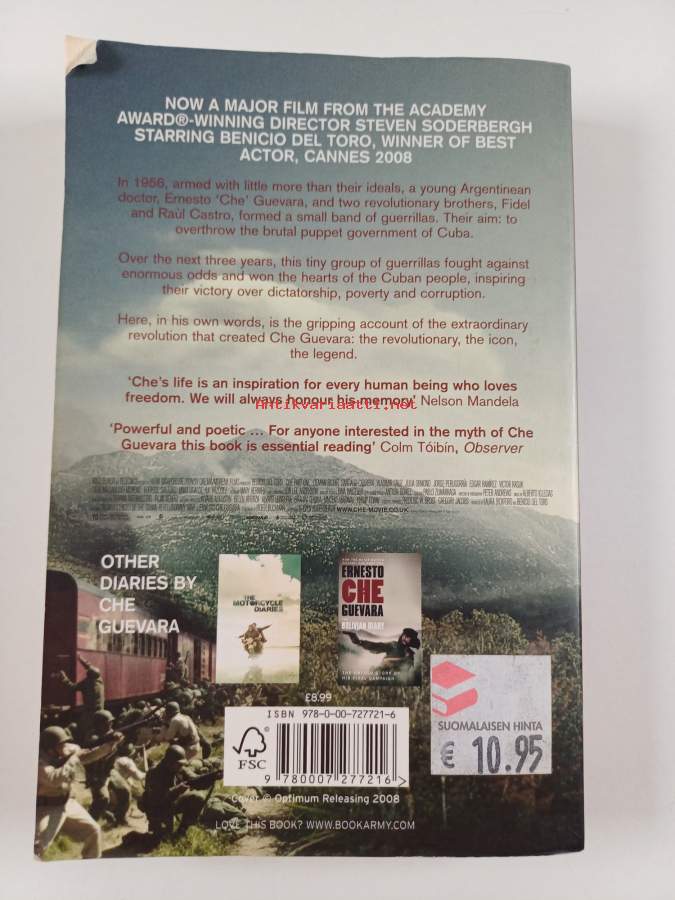 NOW A MAJOR FILM FROM THE ACADEMY
AWARD®-WINNING DIRECTOR STEVEN SODERBERGH
STARRING BENICIO DEL TORO, WINNER OF BEST
ACTOR, CANNES 2008
In 1956, armed with little more than their ideals, a young Argentinean
doctor, Ernesto 'Che' Guevara, and two revolutionary brothers, Fidel
and Raùl Castro, formed a small band of guerrillas. Their aim: to
overthrow the brutal puppet government of Cuba.
Over the next three years, this tiny group of guerrillas fought against
enormous odds and won the hearts of the Cuban people, inspiring
their victory over dictatorship, poverty and corruption.
Here, in his own words, is the gripping account of the extraordinary
revolution that created Che Guevara: the revolutionary, the icon,
the legend.
'Che's life is an inspiration for every human being who loves
freedom. We will always honour his memory' Nelson Mandela
Antikvariaatti.net
'Powerful and poetic ... For anyone interested in the myth of Che
Guevara this book is essential reading' Colm Tóibín, Observer
WWW.CHE-MOVIE.CO.UK
OTHER
DIARIES BY
CHE
GUEVARA
THE
MOTORCYCLE
DIARIES
ERNESTO
CHE
GUEVARA
BOLIVIAN DIARY
THE UNTOLD STORY OF
HIS FINAL CAMPAIGN
£8.99
ISBN 978-0-00-727721-6
9 780007 277216
FSC
SUOMALAISEN HINTA
€ 10.95
Cover © Optimum Releasing 2008
LOVE THIS BOOK? WWW.BOOKARMY.COM